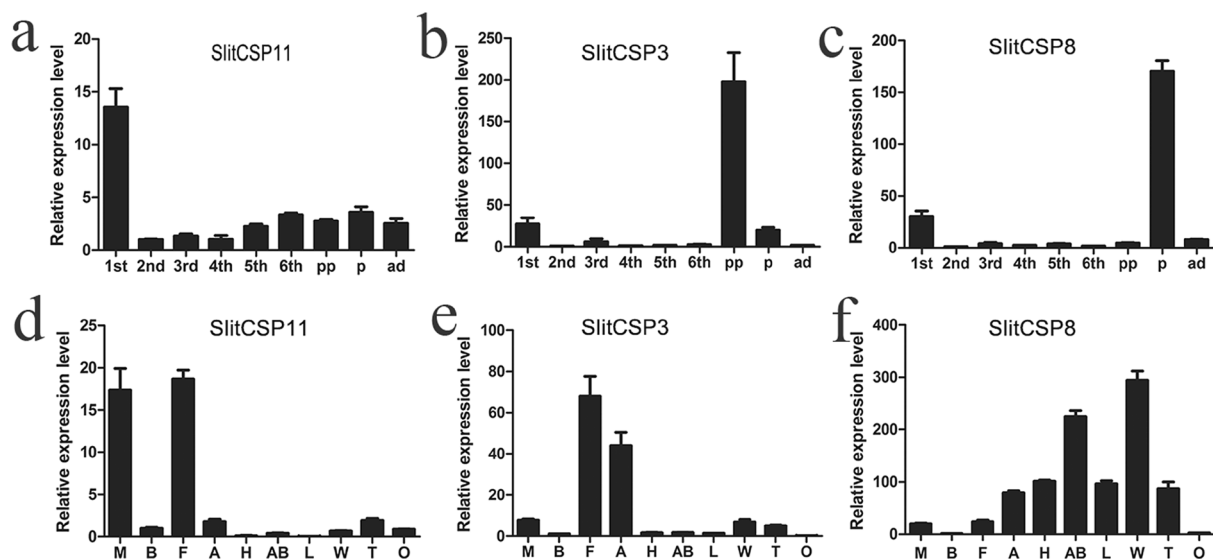 a
SlitCSP11
Relative expression level
20
15
10
5
0
1st 2nd 3rd 4th 5th 6th pp p ad
b
SlitCSP3
Relative expression level
250
200
150
100
50
0
1st 2nd 3rd 4th 5th 6th pp p ad
c
SlitCSP8
Relative expression level
200
150
100
50
0
1st 2nd 3rd 4th 5th 6th pp p ad
d
SlitCSP11
Relative expression level
25
20
15
10
5
0
M B F A H AB L W T O
e
SlitCSP3
Relative expression level
100
80
60
40
20
0
M B F A H AB L W T O
f
SlitCSP8
Relative expression level
400
300
200
100
0
M B F A H AB L W T O